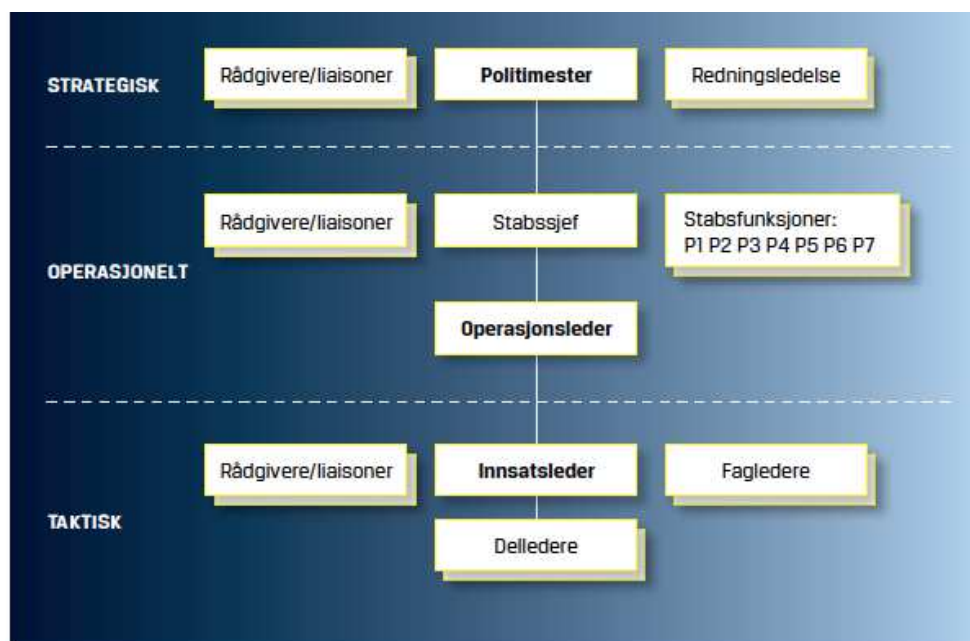 STRATEGISK
Rådgivere/liaisoner
Politimester
Redningsledelse
OPERASJONELT
Rådgivere/liaisoner
Stabssjef
Stabsfunksjoner:
P1 P2 P3 P4 P5 P6 P7
Operasjonsleder
TAKTISK
Rådgivere/liaisoner
Innsatsleder
Fagledere
Delledere